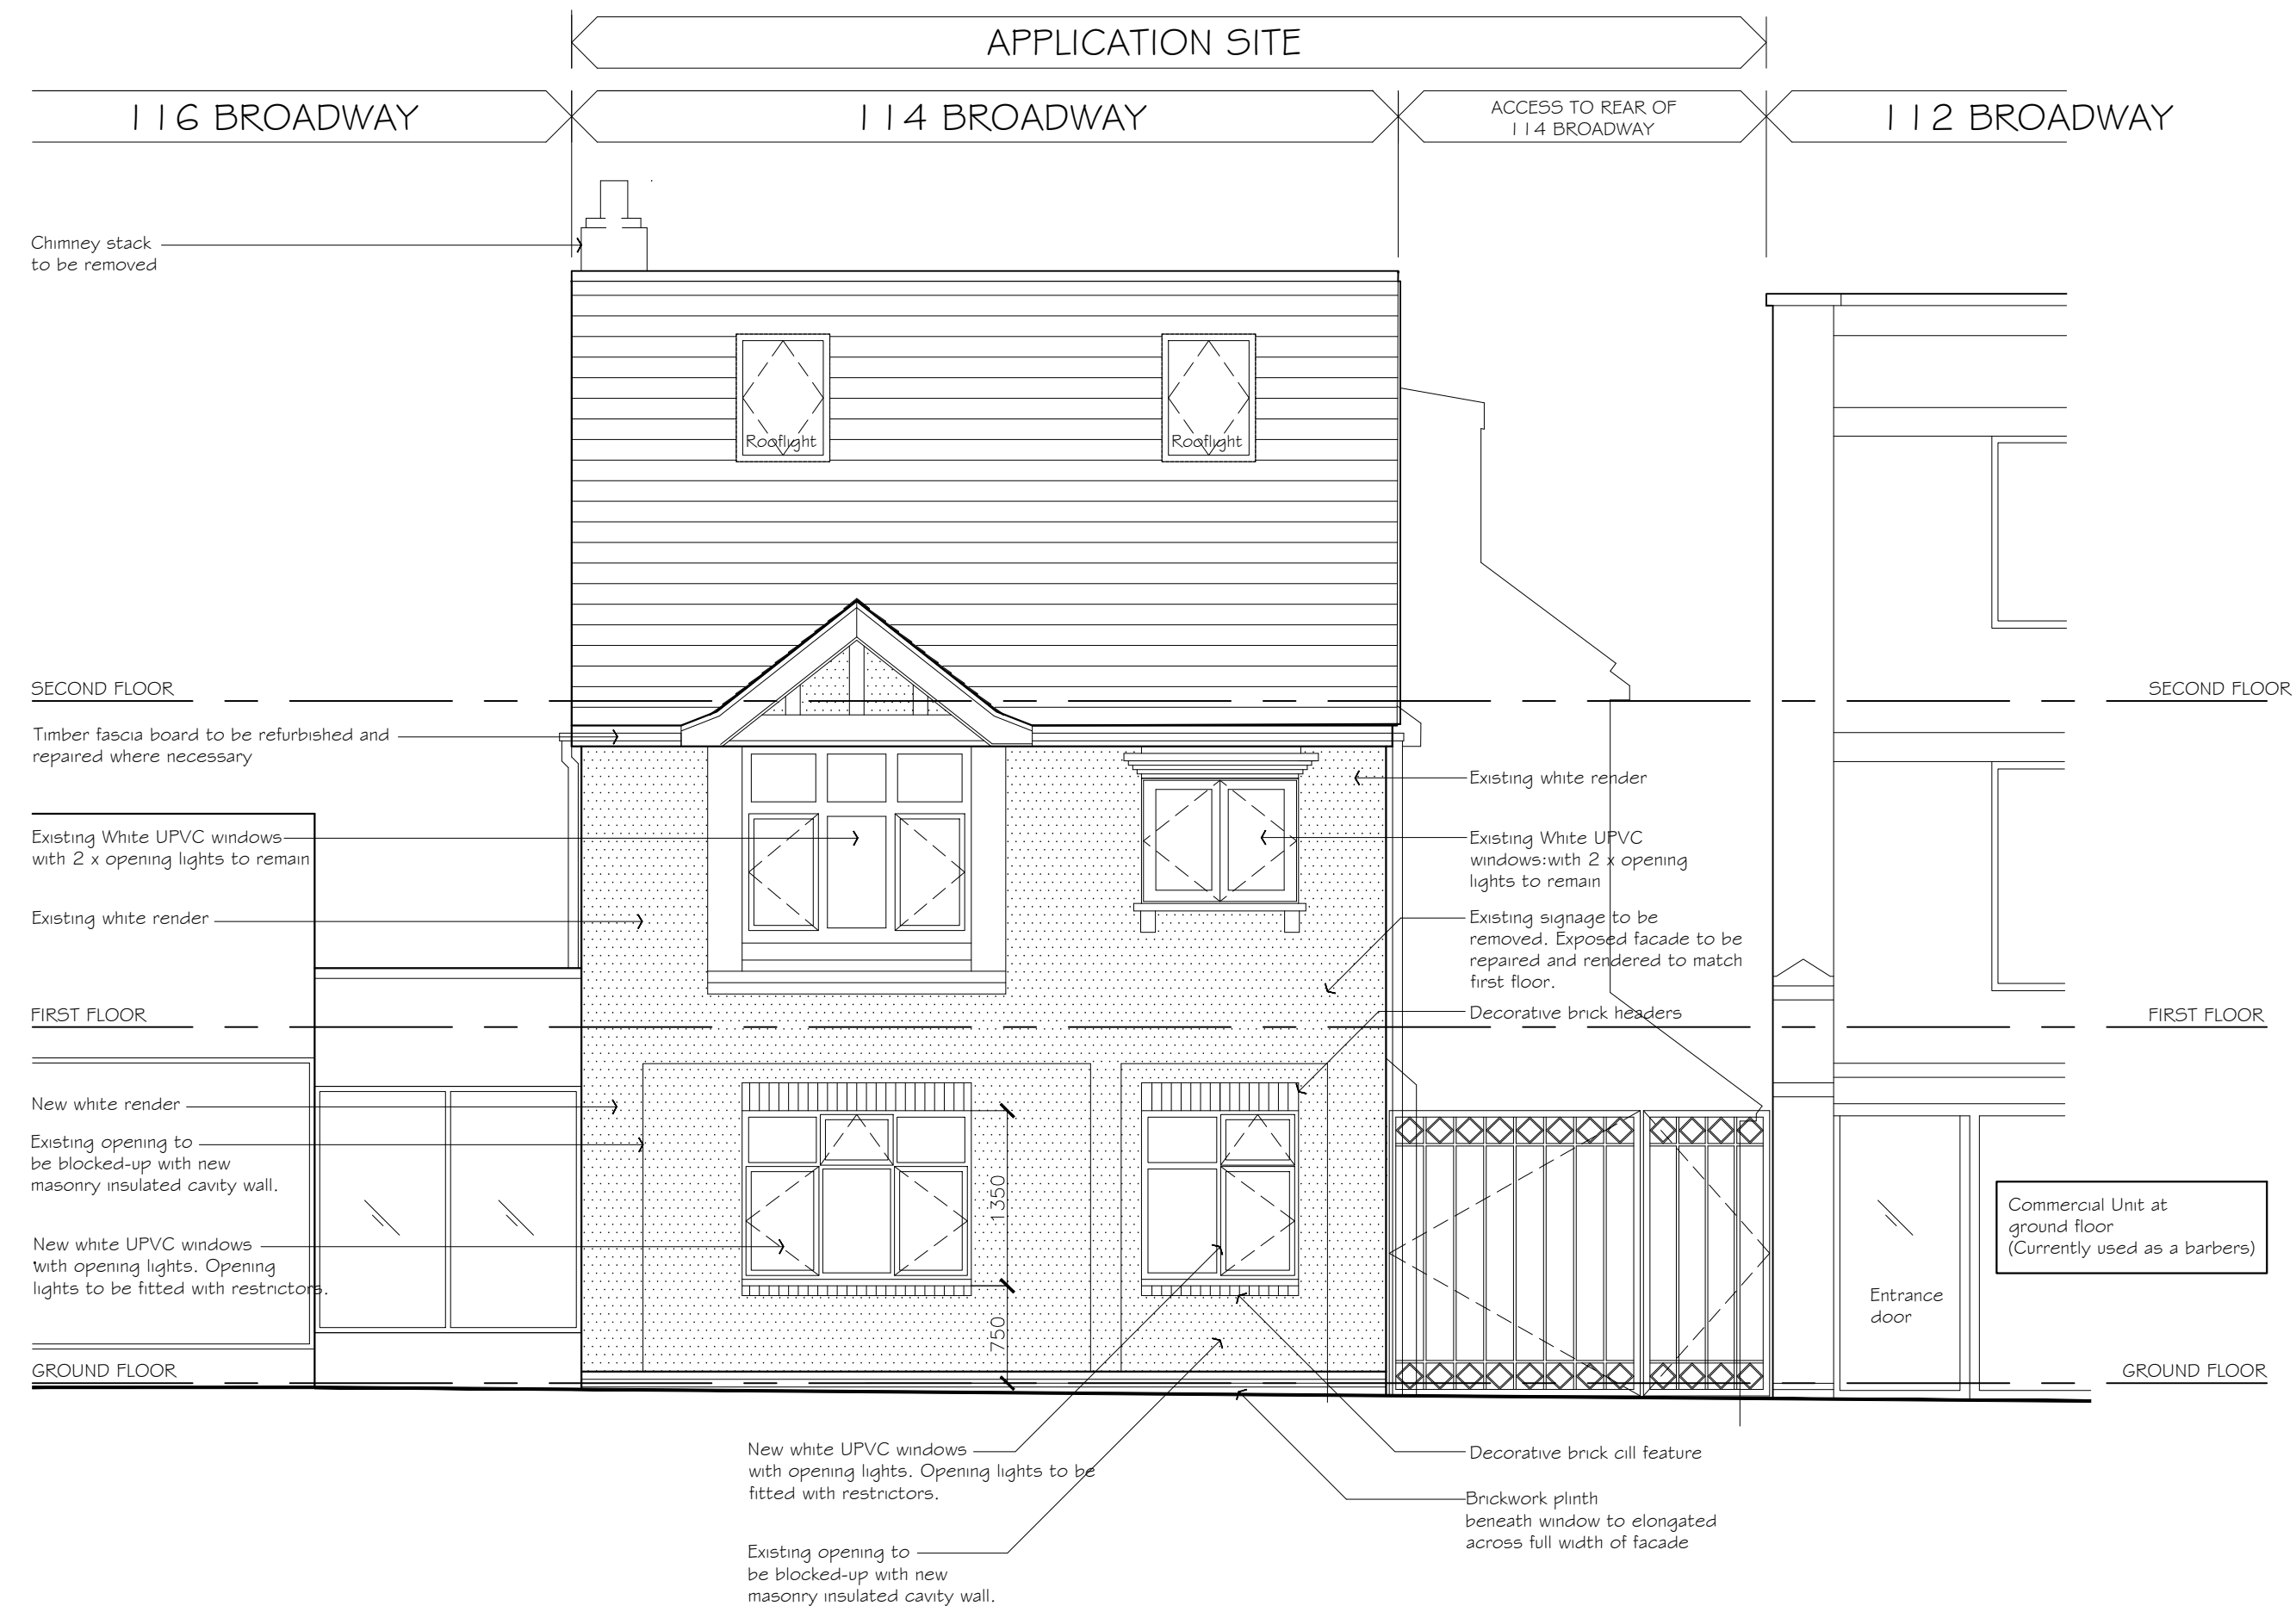 APPLICATION SITE
116 BROADWAY
114 BROADWAY
ACCESS TO REAR OF
114 BROADWAY
112 BROADWAY
Chimney stack
to be removed
Rooflight
Rooflight
SECOND FLOOR
SECOND FLOOR
Timber fascia board to be refurbished and
repaired where necessary
Existing white render
Existing White UPVC windows
with 2 x opening lights to remain
Existing White UPVC
windows:with 2 x opening
lights to remain
Existing white render
Existing signage to be
removed. Exposed facade to be
repaired and rendered to match
first floor.
FIRST FLOOR
Decorative brick headers
FIRST FLOOR
New white render
Existing opening to
be blocked-up with new
masonry insulated cavity wall.
1350
Commercial Unit at
ground floor
(Currently used as a barbers)
New white UPVC windows
with opening lights. Opening
lights to be fitted with restrictors.
Entrance
door
750
GROUND FLOOR
GROUND FLOOR
New white UPVC windows
with opening lights. Opening lights to be
fitted with restrictors.
Decorative brick cill feature
Brickwork plinth
beneath window to elongated
across full width of facade
Existing opening to
be blocked-up with new
masonry insulated cavity wall.